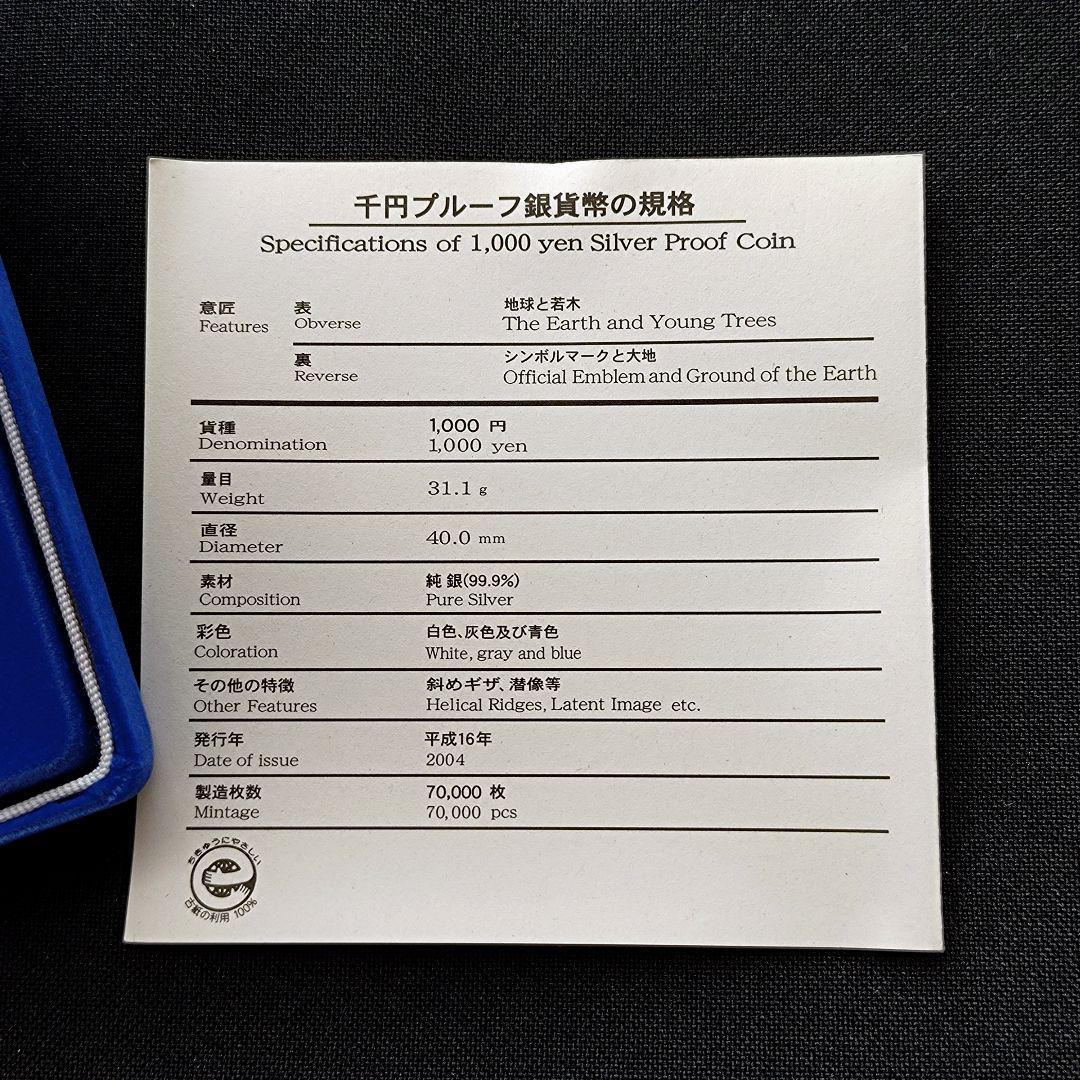 千円プルーフ銀貨幣の規格
Specifications of 1,000 yen Silver Proof Coin
意匠 表 地球と若木
Features Obverse The Earth and Young Trees
裏 シンボルマークと大地
Reverse Official Emblem and Ground of the Earth
貨種 1,000 円
Denomination 1,000 yen
量目
Weight 31.1 g
直径
Diameter 40.0 mm
素材 純銀(99.9%)
Composition Pure Silver
彩色 白色、灰色及び青色
Coloration White, gray and blue
その他の特徴 斜めギザ、潜像等
Other Features Helical Ridges, Latent Image etc.
発行年 平成16年
Date of issue 2004
製造枚数 70,000 枚
Mintage 70,000 pcs
ちきゅうにやさしい
古紙の利用 100%